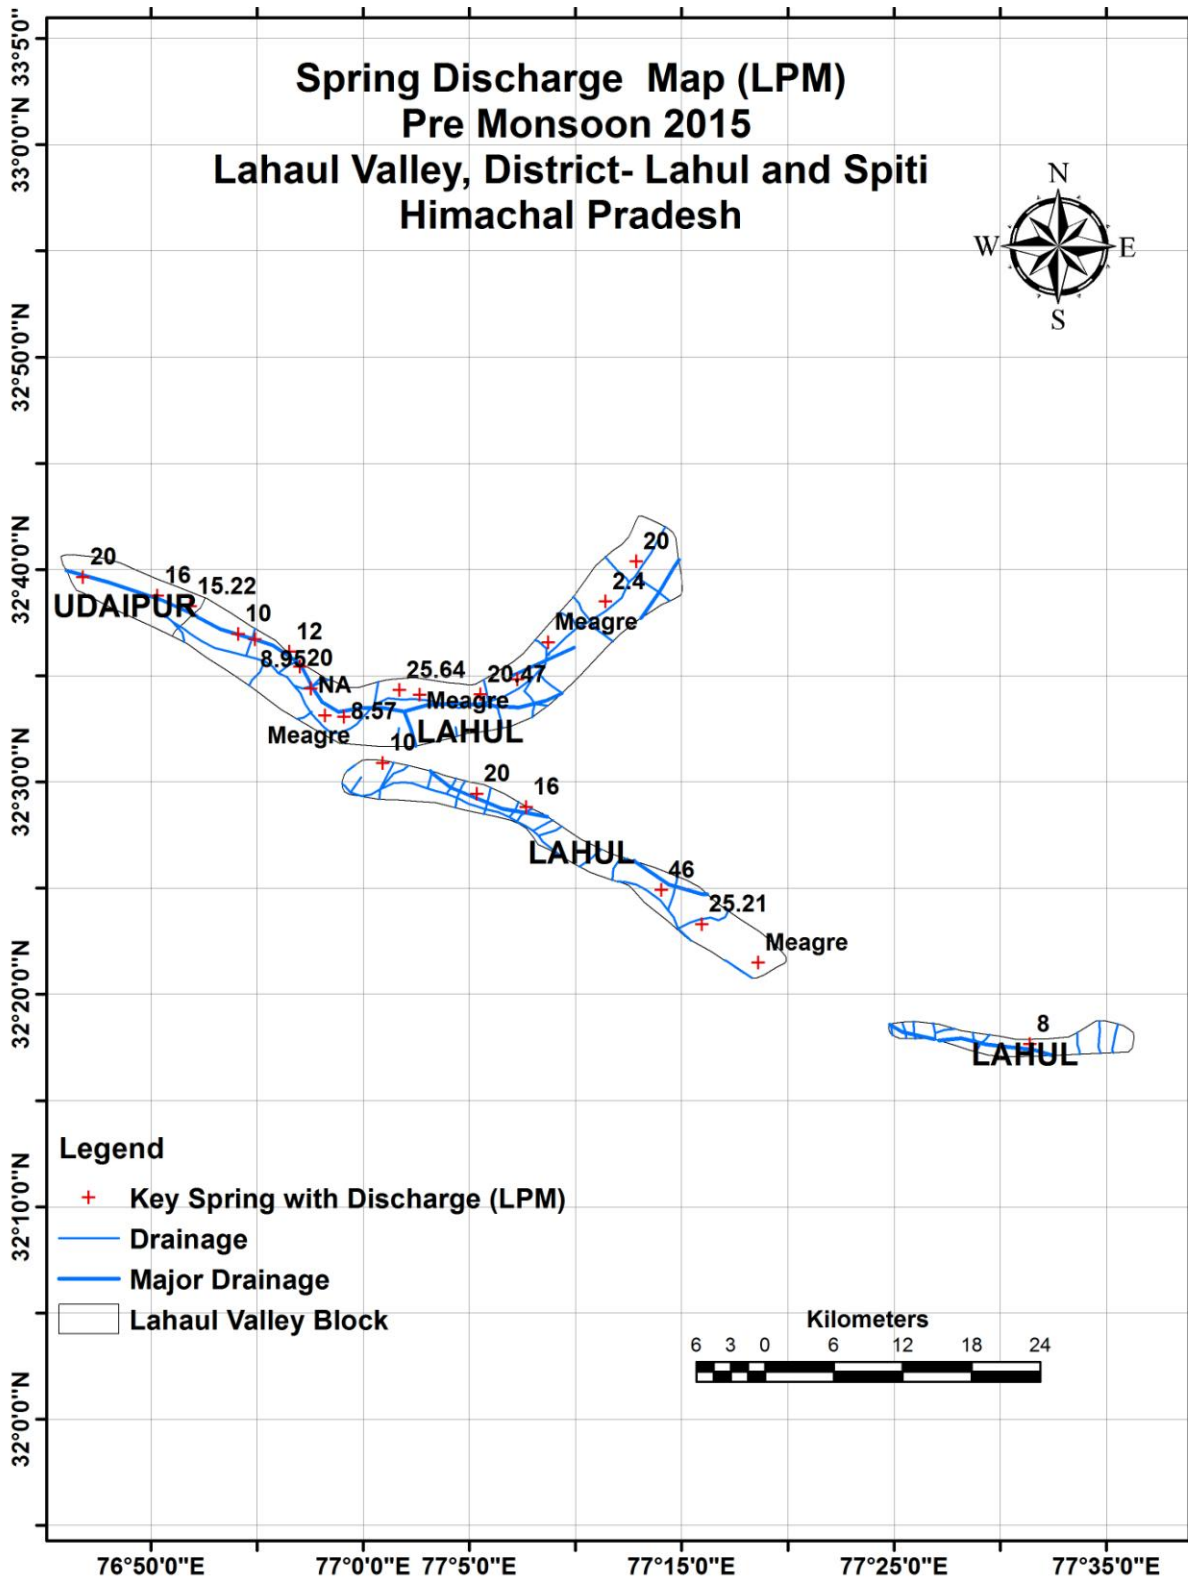 Spring Discharge Map (LPM)
Pre Monsoon 2015
Lahaul Valley, District- Lahul and Spiti
Himachal Pradesh
N
W
E
S
33°5'0"
33°0'0"N
32°50'0"N
32°40'0"N
32°30'0"N
32°20'0"N
32°10'0"N
32°0'0"N
20
16
15.22
UDAIPUR
10
12
8.95
20
NA
Meagre
8.57
25.64
Meagre
20.47
LAHUL
Meagre
2.4
20
10
20
16
LAHUL
46
25.21
Meagre
8
LAHUL
Legend
Key Spring with Discharge (LPM)
Drainage
Major Drainage
Lahaul Valley Block
Kilometers
6 3 0 6 12 18 24
76°50'0"E 77°0'0"E 77°5'0"E 77°15'0"E 77°25'0"E 77°35'0"E